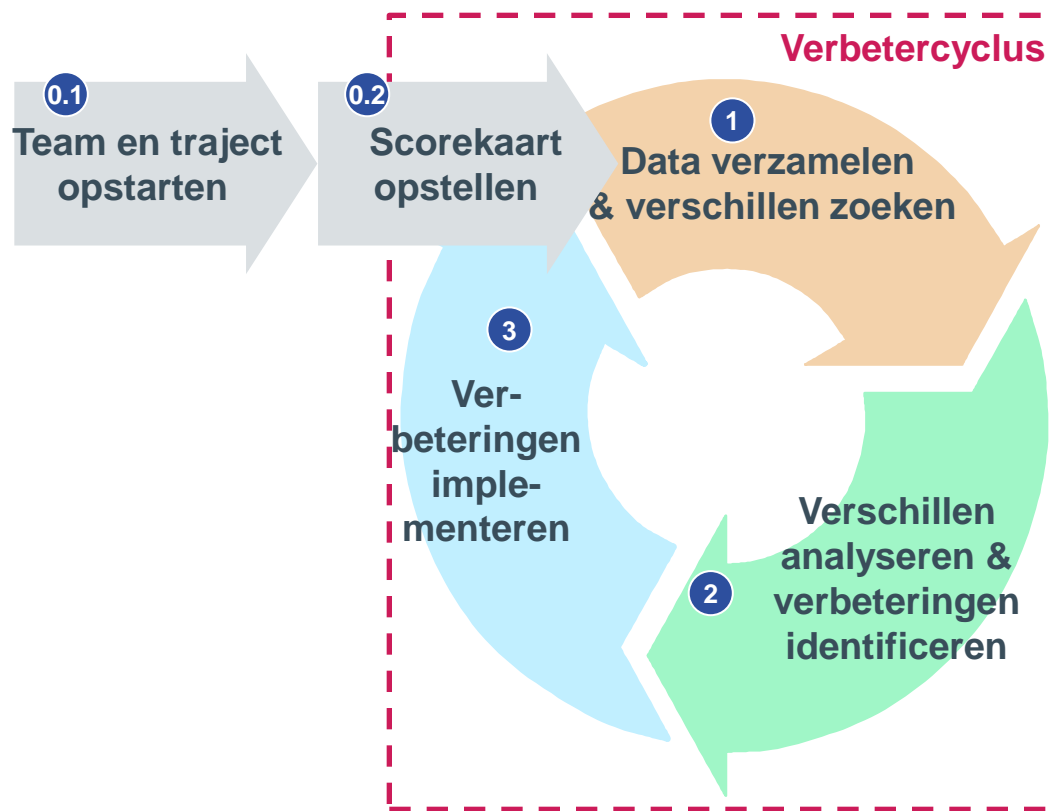 Verbetercyclus
0.1
Team en traject
opstarten
0.2
Scorekaart
opstellen
1
Data verzamelen
& verschillen zoeken
2
Verschillen
analyseren &
verbeteringen
identificeren
3
Ver-
beteringen
imple-
menteren